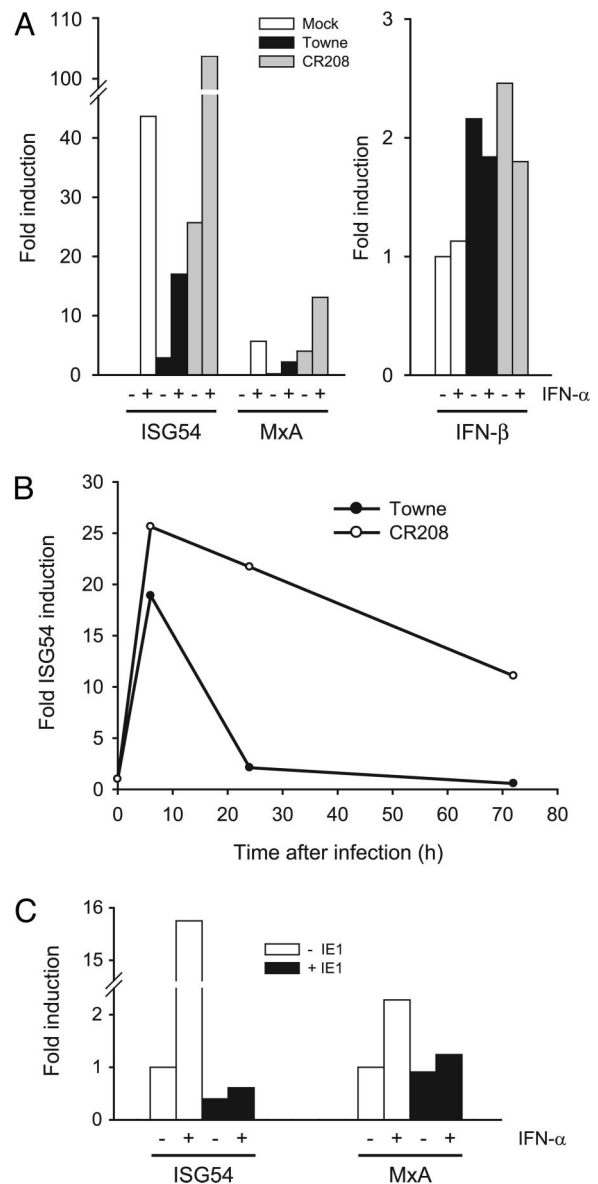 A
Mock
Towne
CR208
Fold induction
110
100
40
30
20
10
0
- + - + - + - + - + - +
ISG54 MxA
Fold induction
3
2
1
0
- + - + - + IFN-α
IFN-β
B
Towne
CR208
Fold ISG54 induction
30
25
20
15
10
5
0
0 10 20 30 40 50 60 70 80
Time after infection (h)
C
- IE1
+ IE1
Fold induction
16
15
2
1
0
- + - + - + - + IFN-α
ISG54 MxA